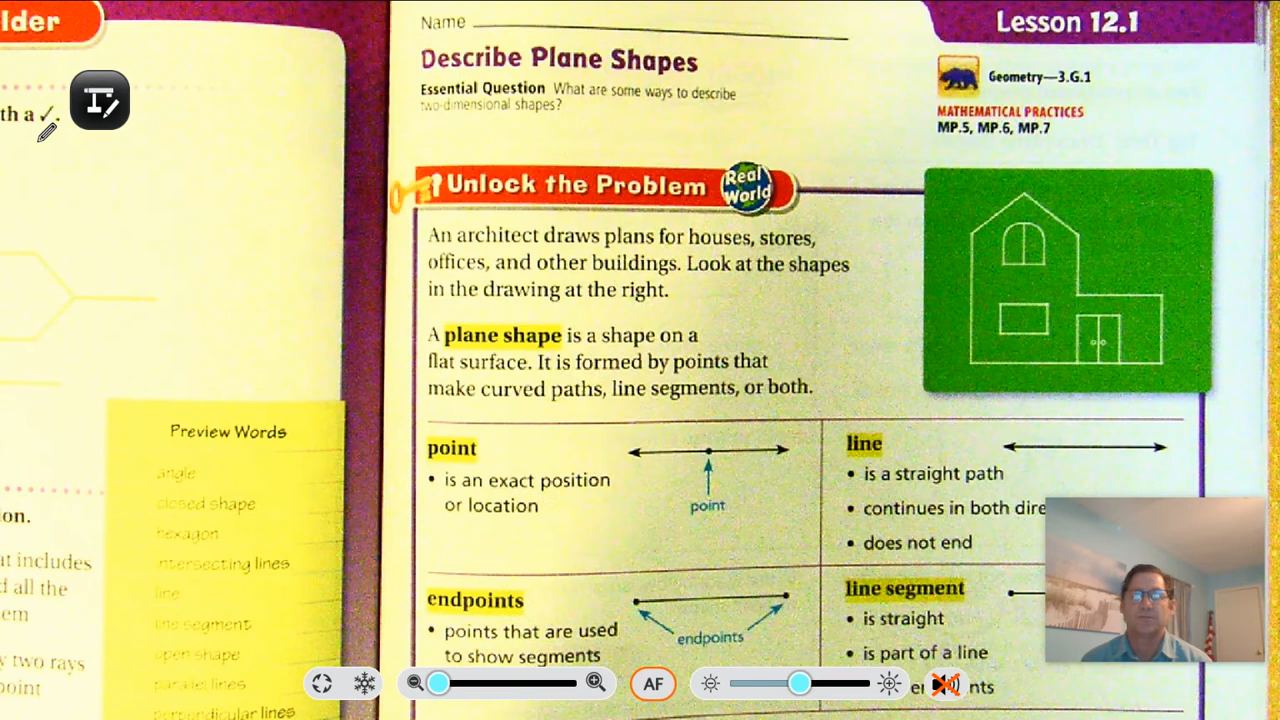 lder
th a ✓.
Preview Words
angle
closed shape
hexagon
intersecting lines
line
line segment
open shape
parallel lines
perpendicular lines
ion.
at includes
d all the
em
y two rays
point
Name
Lesson 12.1
Describe Plane Shapes
Essential Question What are some ways to describe
two-dimensional shapes?
Geometry—3.G.1
MATHEMATICAL PRACTICES
MP.5, MP.6, MP.7
Unlock the Problem
Real
World
An architect draws plans for houses, stores,
offices, and other buildings. Look at the shapes
in the drawing at the right.
A plane shape is a shape on a
flat surface. It is formed by points that
make curved paths, line segments, or both.
point
• is an exact position
or location
point
line
• is a straight path
• continues in both dire
• does not end
endpoints
• points that are used
to show segments
endpoints
line segment
• is straight
• is part of a line
nts
AF